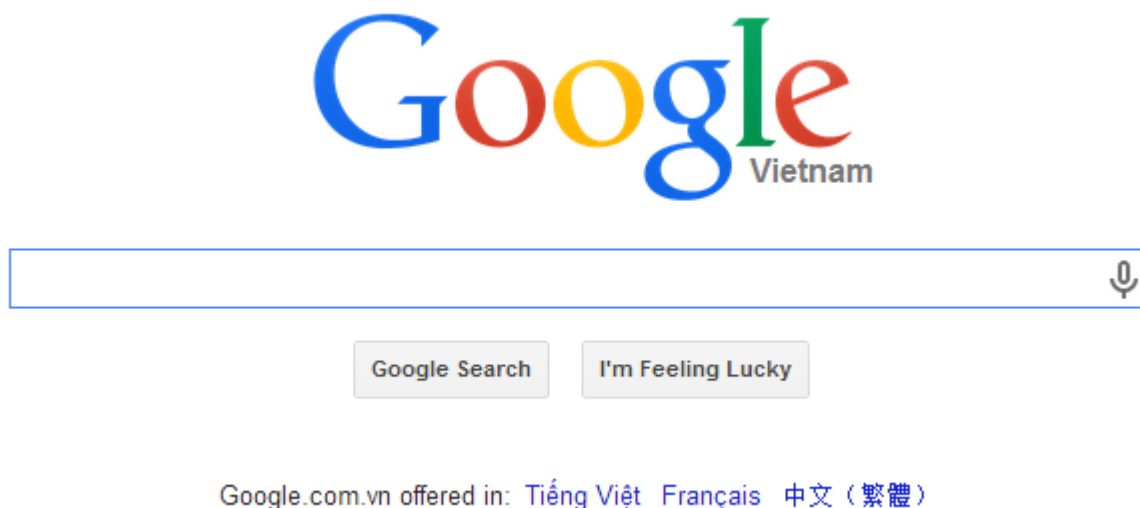 Google
Vietnam
Google Search
I'm Feeling Lucky
Google.com.vn offered in: Tiếng Việt Français 中文（繁體）